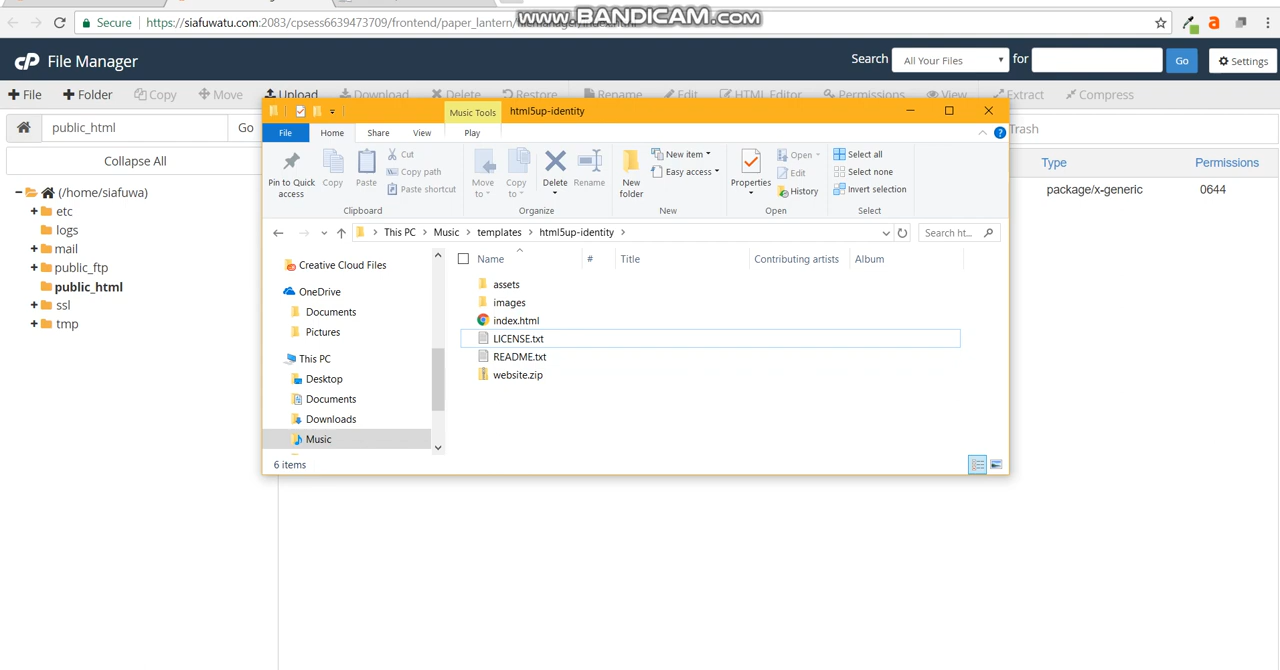 www.BANDICAM.com
Secure
https://siafuwatu.com:2083/cpsess6639473709/frontend/paper_lantern/filemanager/index.html
cP File Manager
Search All Your Files for Go Settings
File Folder Copy Move Upload Download Delete Restore Rename Edit HTML Editor Permissions View Extract Compress
public_html Go
Trash
Collapse All
Type Permissions
package/x-generic 0644
(/home/siafuwa)
etc
logs
mail
public_ftp
public_html
ssl
tmp
Music Tools html5up-identity
File Home Share View Play
Pin to Quick access
Copy
Paste
Cut
Copy path
Paste shortcut
Clipboard
Move to
Copy to
Delete
Rename
Organize
New folder
New item
Easy access
New
Properties
Open
Edit
History
Open
Select all
Select none
Invert selection
Select
This PC Music templates html5up-identity
Search ht...
Name # Title Contributing artists Album
Creative Cloud Files
OneDrive
Documents
Pictures
This PC
Desktop
Documents
Downloads
Music
assets
images
index.html
LICENSE.txt
README.txt
website.zip
6 items